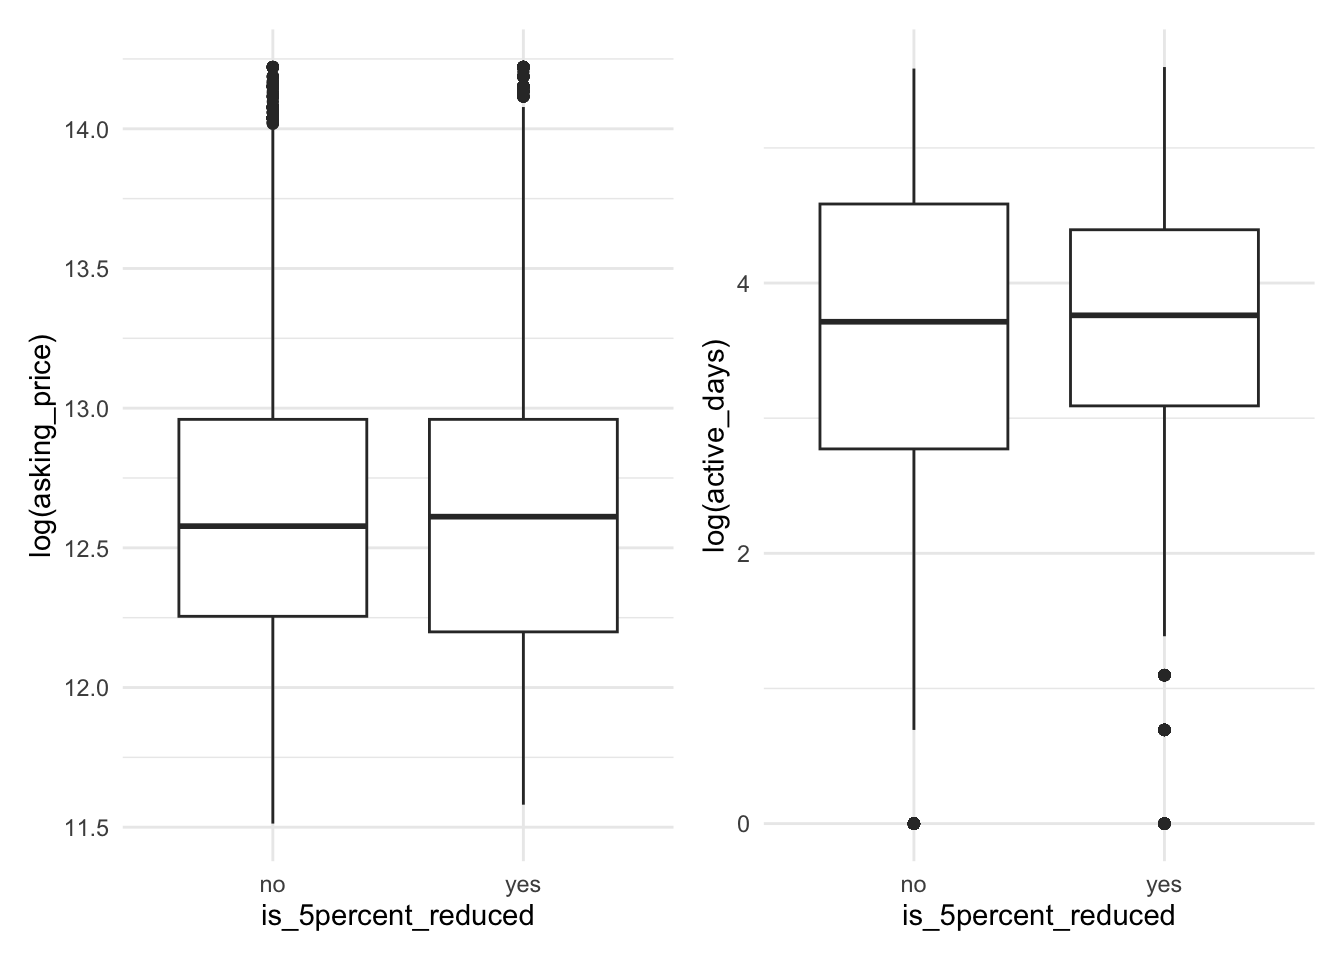 log(asking_price)
14.0
13.5
13.0
12.5
12.0
11.5
no yes
is_5percent_reduced
log(active_days)
4
2
0
no yes
is_5percent_reduced